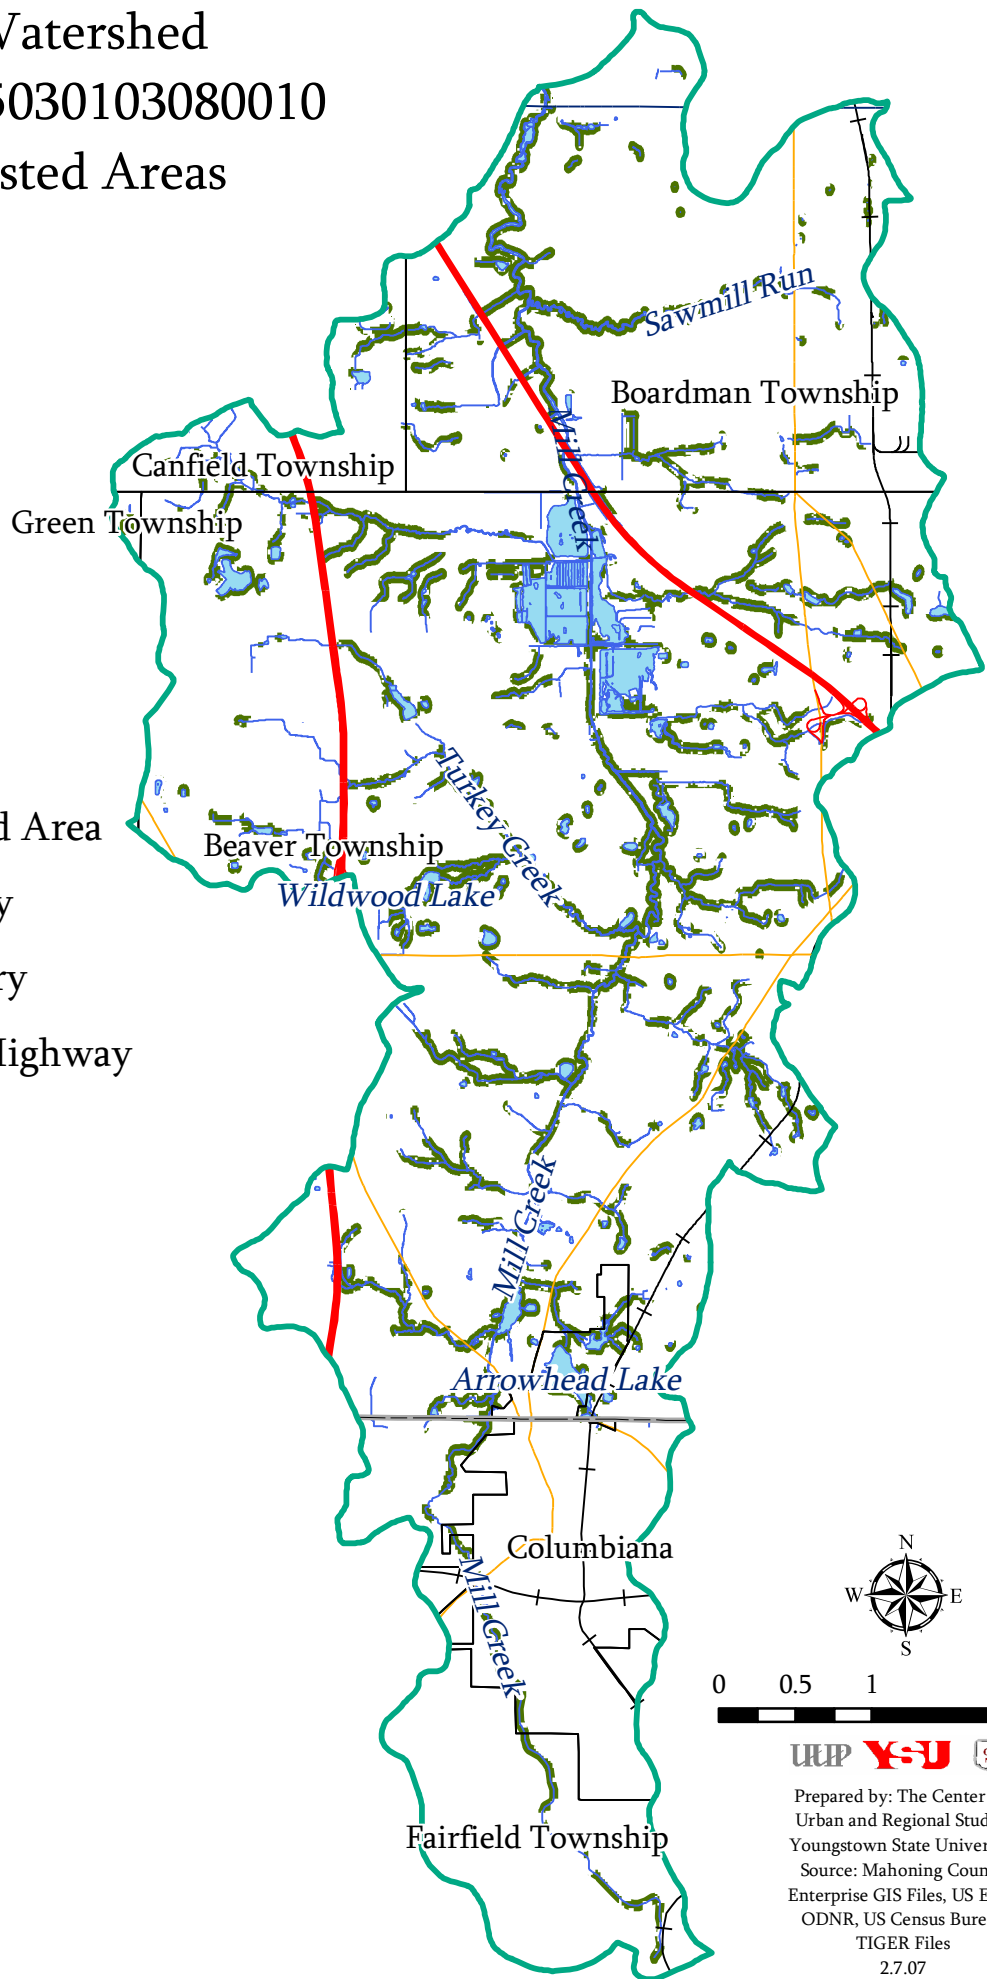 Watershed
5030103080010
sted Areas
Sawmill Run
Boardman Township
Mill Creek
Canfield Township
Green Township
Turkey Creek
d Area
Beaver Township
Wildwood Lake
y
ry
Highway
Mill Creek
Arrowhead Lake
Columbiana
Mill Creek
N
W E
S
0 0.5 1
UUP YSU
Fairfield Township
Prepared by: The Center
Urban and Regional Stud
Youngstown State Univer
Source: Mahoning Coun
Enterprise GIS Files, US E
ODNR, US Census Bure
TIGER Files
2.7.07